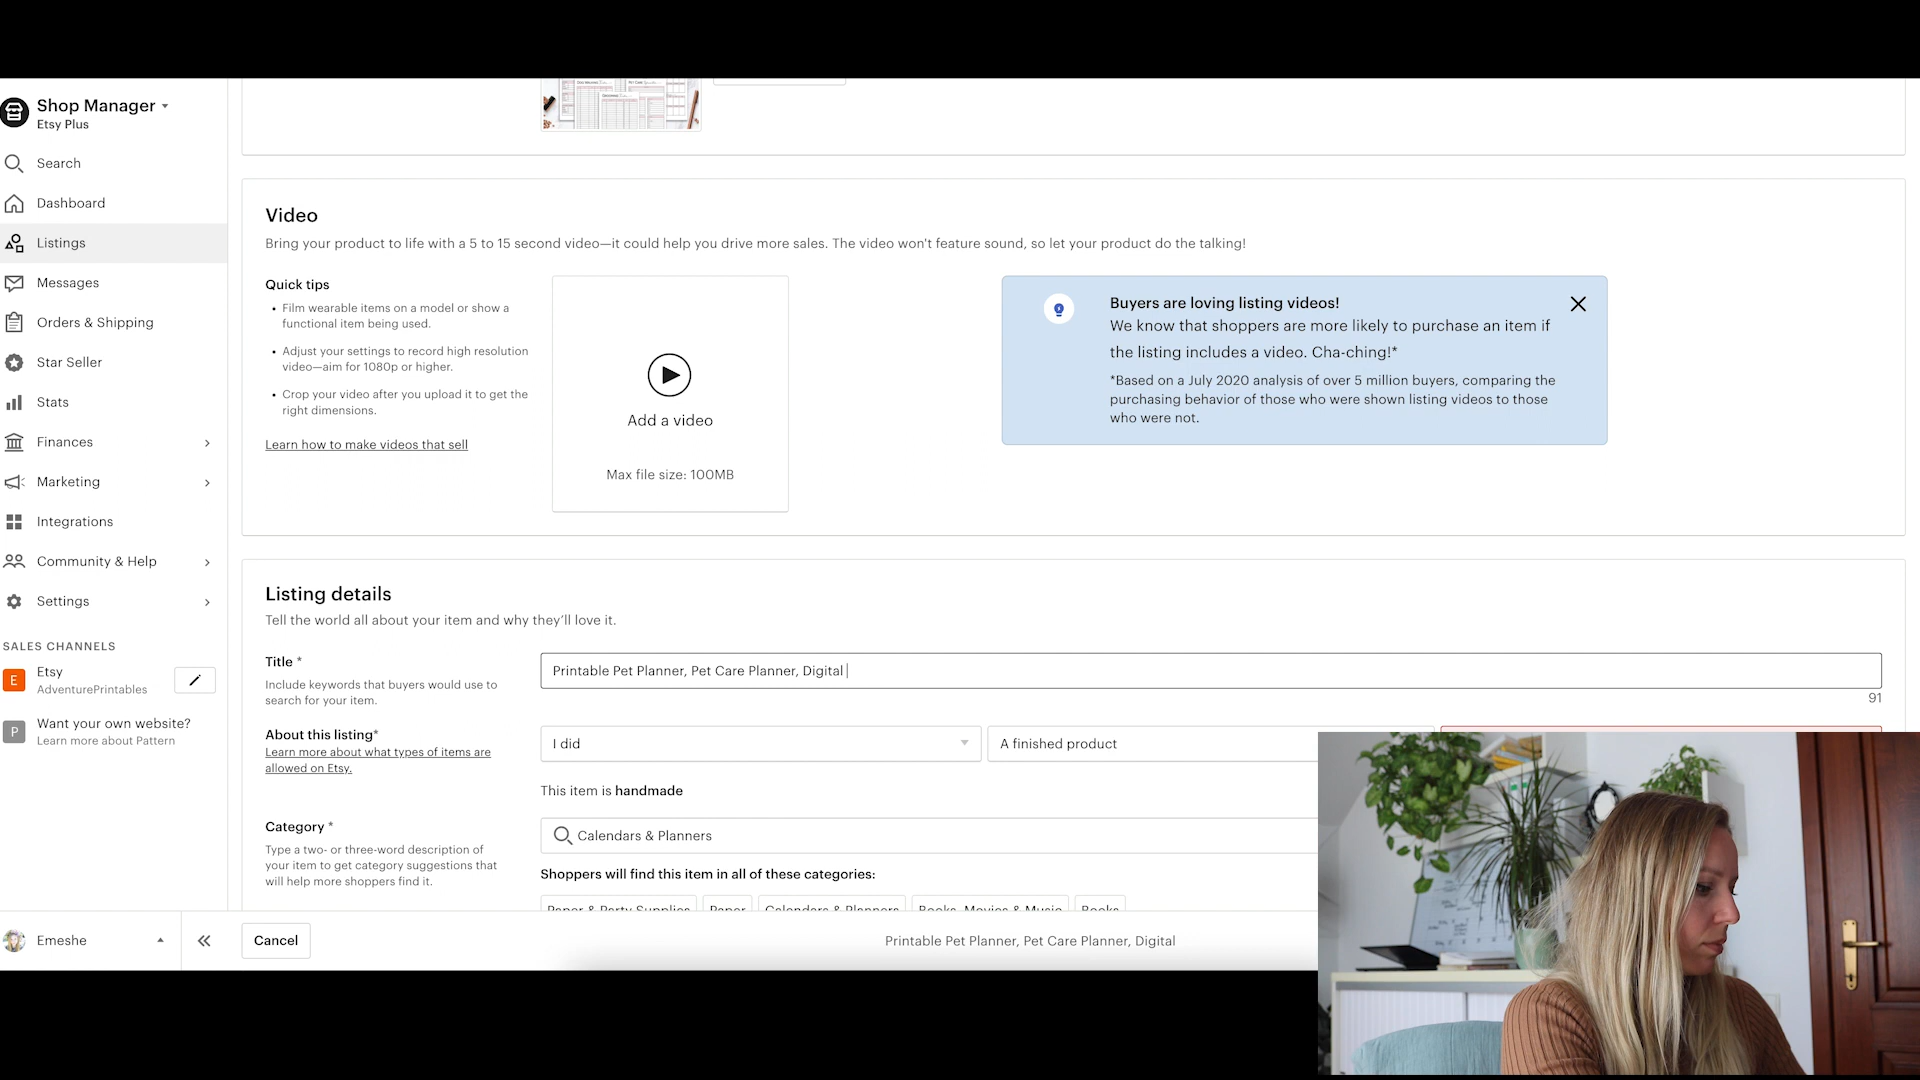 Shop Manager
Etsy Plus
Search
Dashboard
Listings
Messages
Orders & Shipping
Star Seller
Stats
Finances
Marketing
Integrations
Community & Help
Settings
SALES CHANNELS
E
Etsy
AdventurePrintables
P
Want your own website?
Learn more about Pattern
Emeshe
Video
Bring your product to life with a 5 to 15 second video—it could help you drive more sales. The video won't feature sound, so let your product do the talking!
Quick tips
• Film wearable items on a model or show a
functional item being used.
• Adjust your settings to record high resolution
video—aim for 1080p or higher.
• Crop your video after you upload it to get the
right dimensions.
Learn how to make videos that sell
Add a video
Max file size: 100MB
Buyers are loving listing videos!
We know that shoppers are more likely to purchase an item if
the listing includes a video. Cha-ching!*
*Based on a July 2020 analysis of over 5 million buyers, comparing the
purchasing behavior of those who were shown listing videos to those
who were not.
Listing details
Tell the world all about your item and why they'll love it.
Title *
Include keywords that buyers would use to
search for your item.
Printable Pet Planner, Pet Care Planner, Digital
91
About this listing*
Learn more about what types of items are
allowed on Etsy.
I did
A finished product
This item is handmade
Category *
Type a two- or three-word description of
your item to get category suggestions that
will help more shoppers find it.
Calendars & Planners
Shoppers will find this item in all of these categories:
Paper & Party Supplies
Paper
Calendars & Planners
Books, Movies & Music
Books
Cancel
Printable Pet Planner, Pet Care Planner, Digital